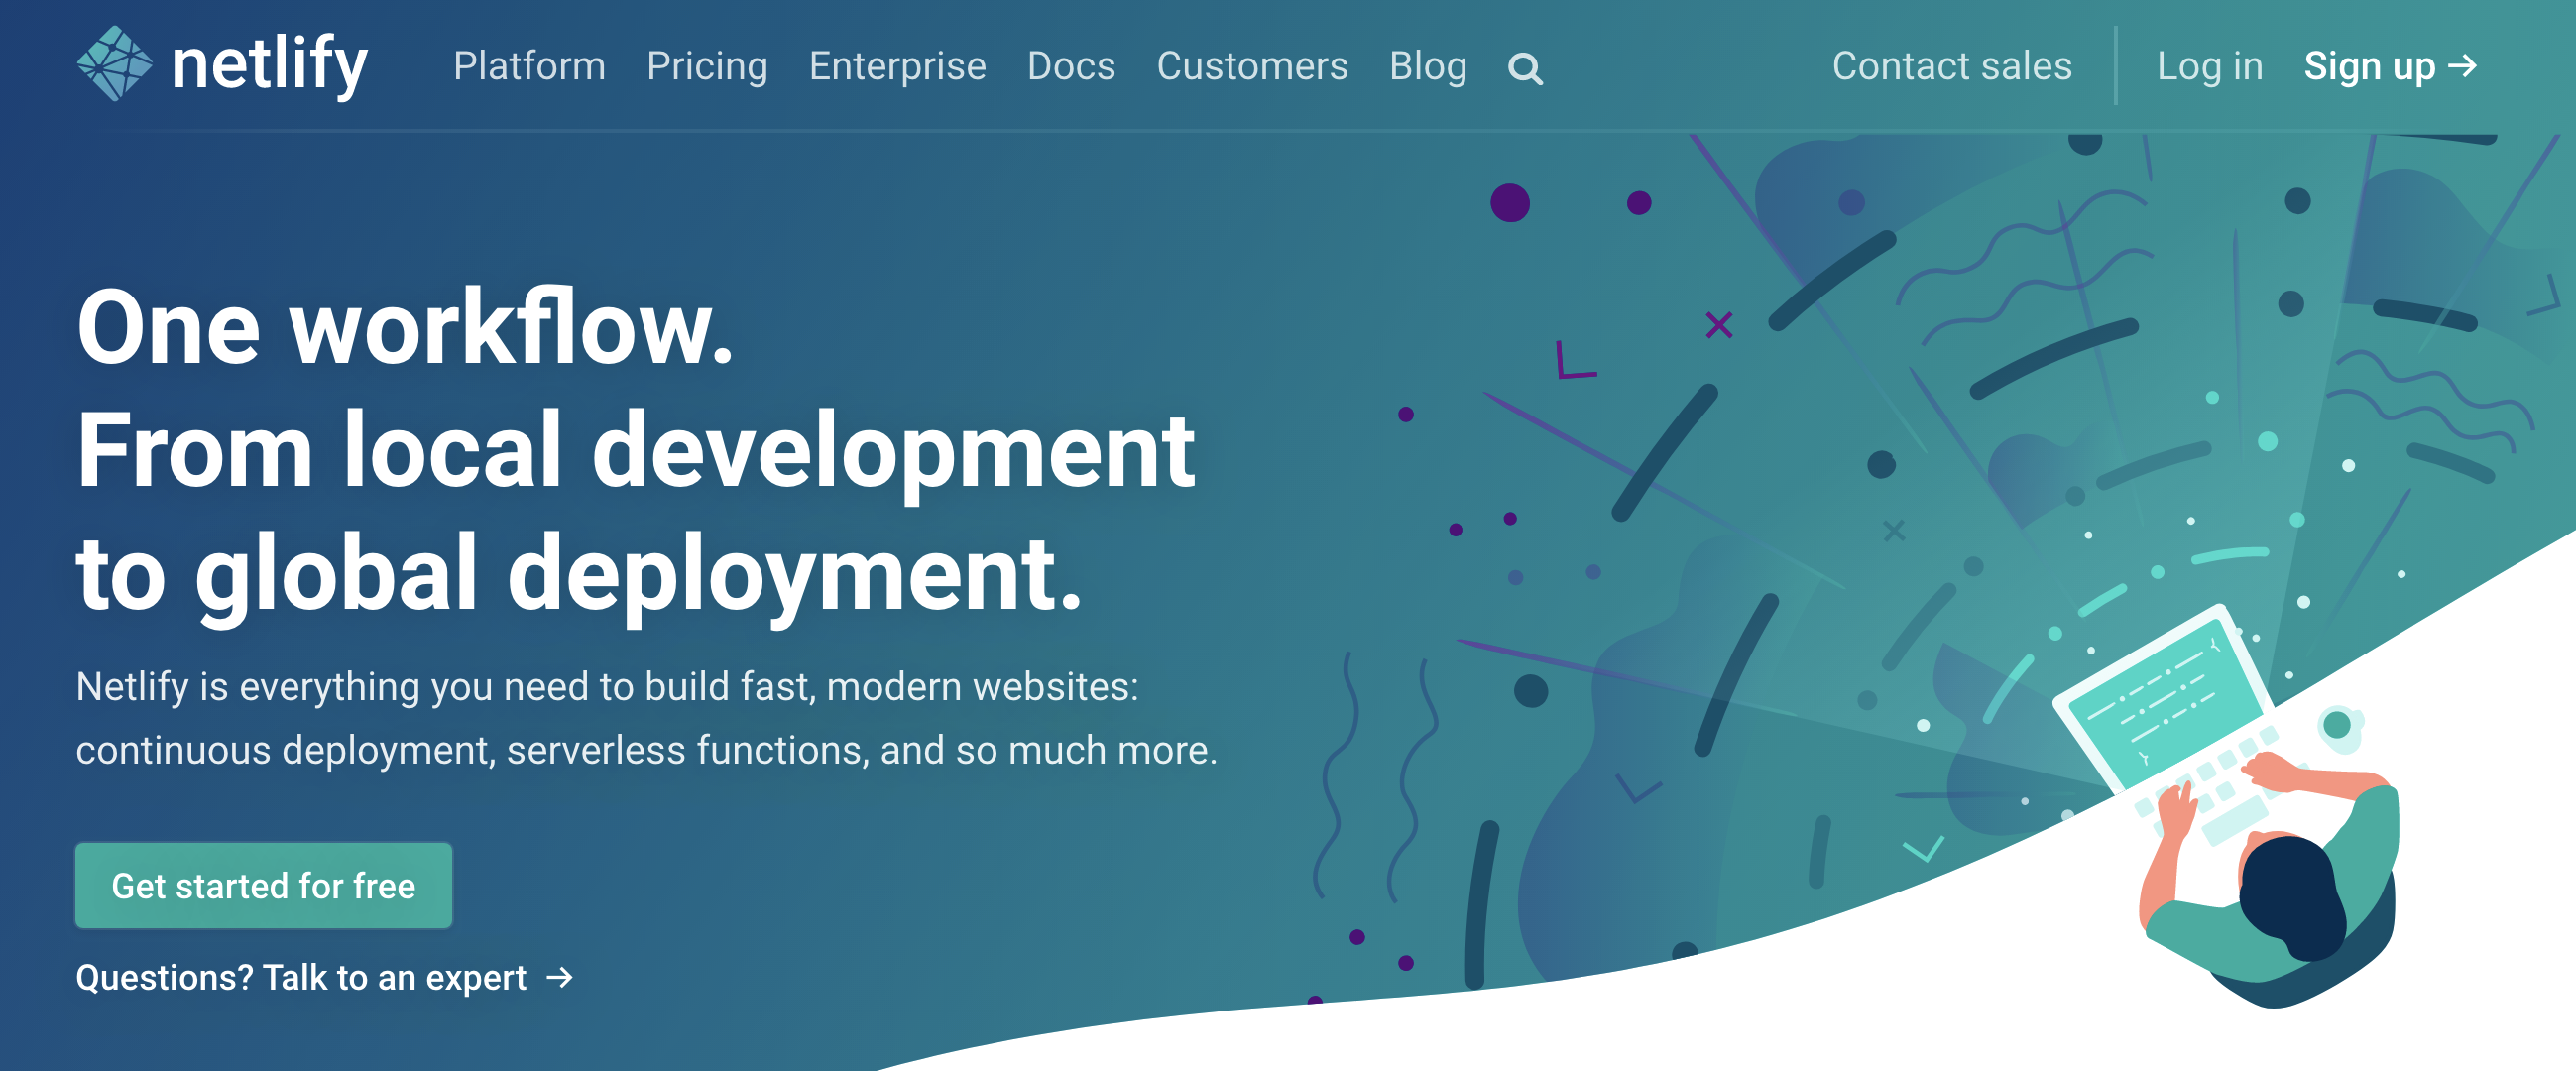 netlify
Platform Pricing Enterprise Docs Customers Blog
Contact sales Log in Sign up →
One workflow.
From local development
to global deployment.
Netlify is everything you need to build fast, modern websites:
continuous deployment, serverless functions, and so much more.
Get started for free
Questions? Talk to an expert →